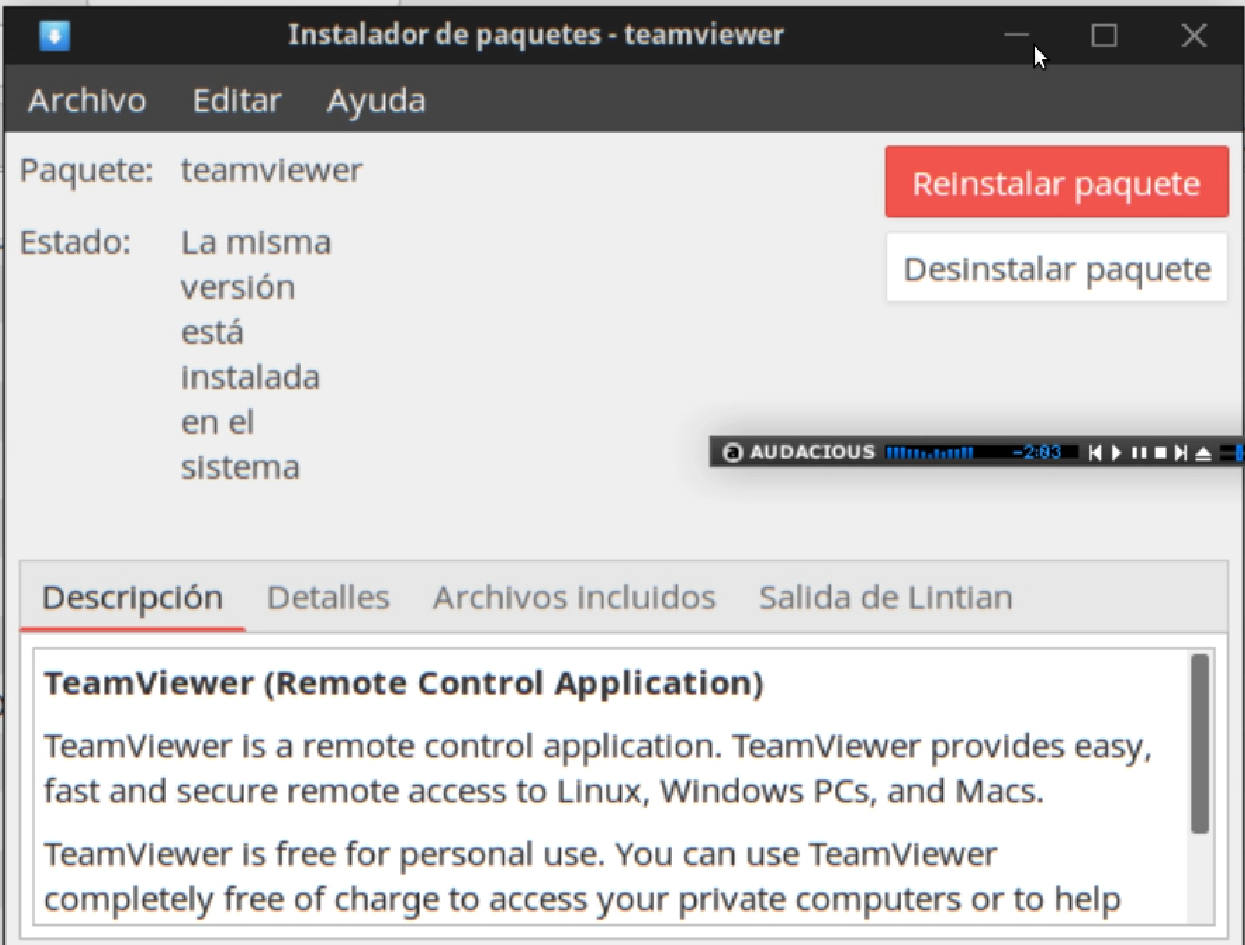 Instalador de paquetes - teamviewer
Archivo Editar Ayuda
Paquete: teamviewer
Reinstalar paquete
Estado: La misma
versión
está
instalada
en el
sistema
Desinstalar paquete
AUDACIOUS -2:03
Descripción Detalles Archivos incluidos Salida de Lintian
TeamViewer (Remote Control Application)
TeamViewer is a remote control application. TeamViewer provides easy,
fast and secure remote access to Linux, Windows PCs, and Macs.
TeamViewer is free for personal use. You can use TeamViewer
completely free of charge to access your private computers or to help